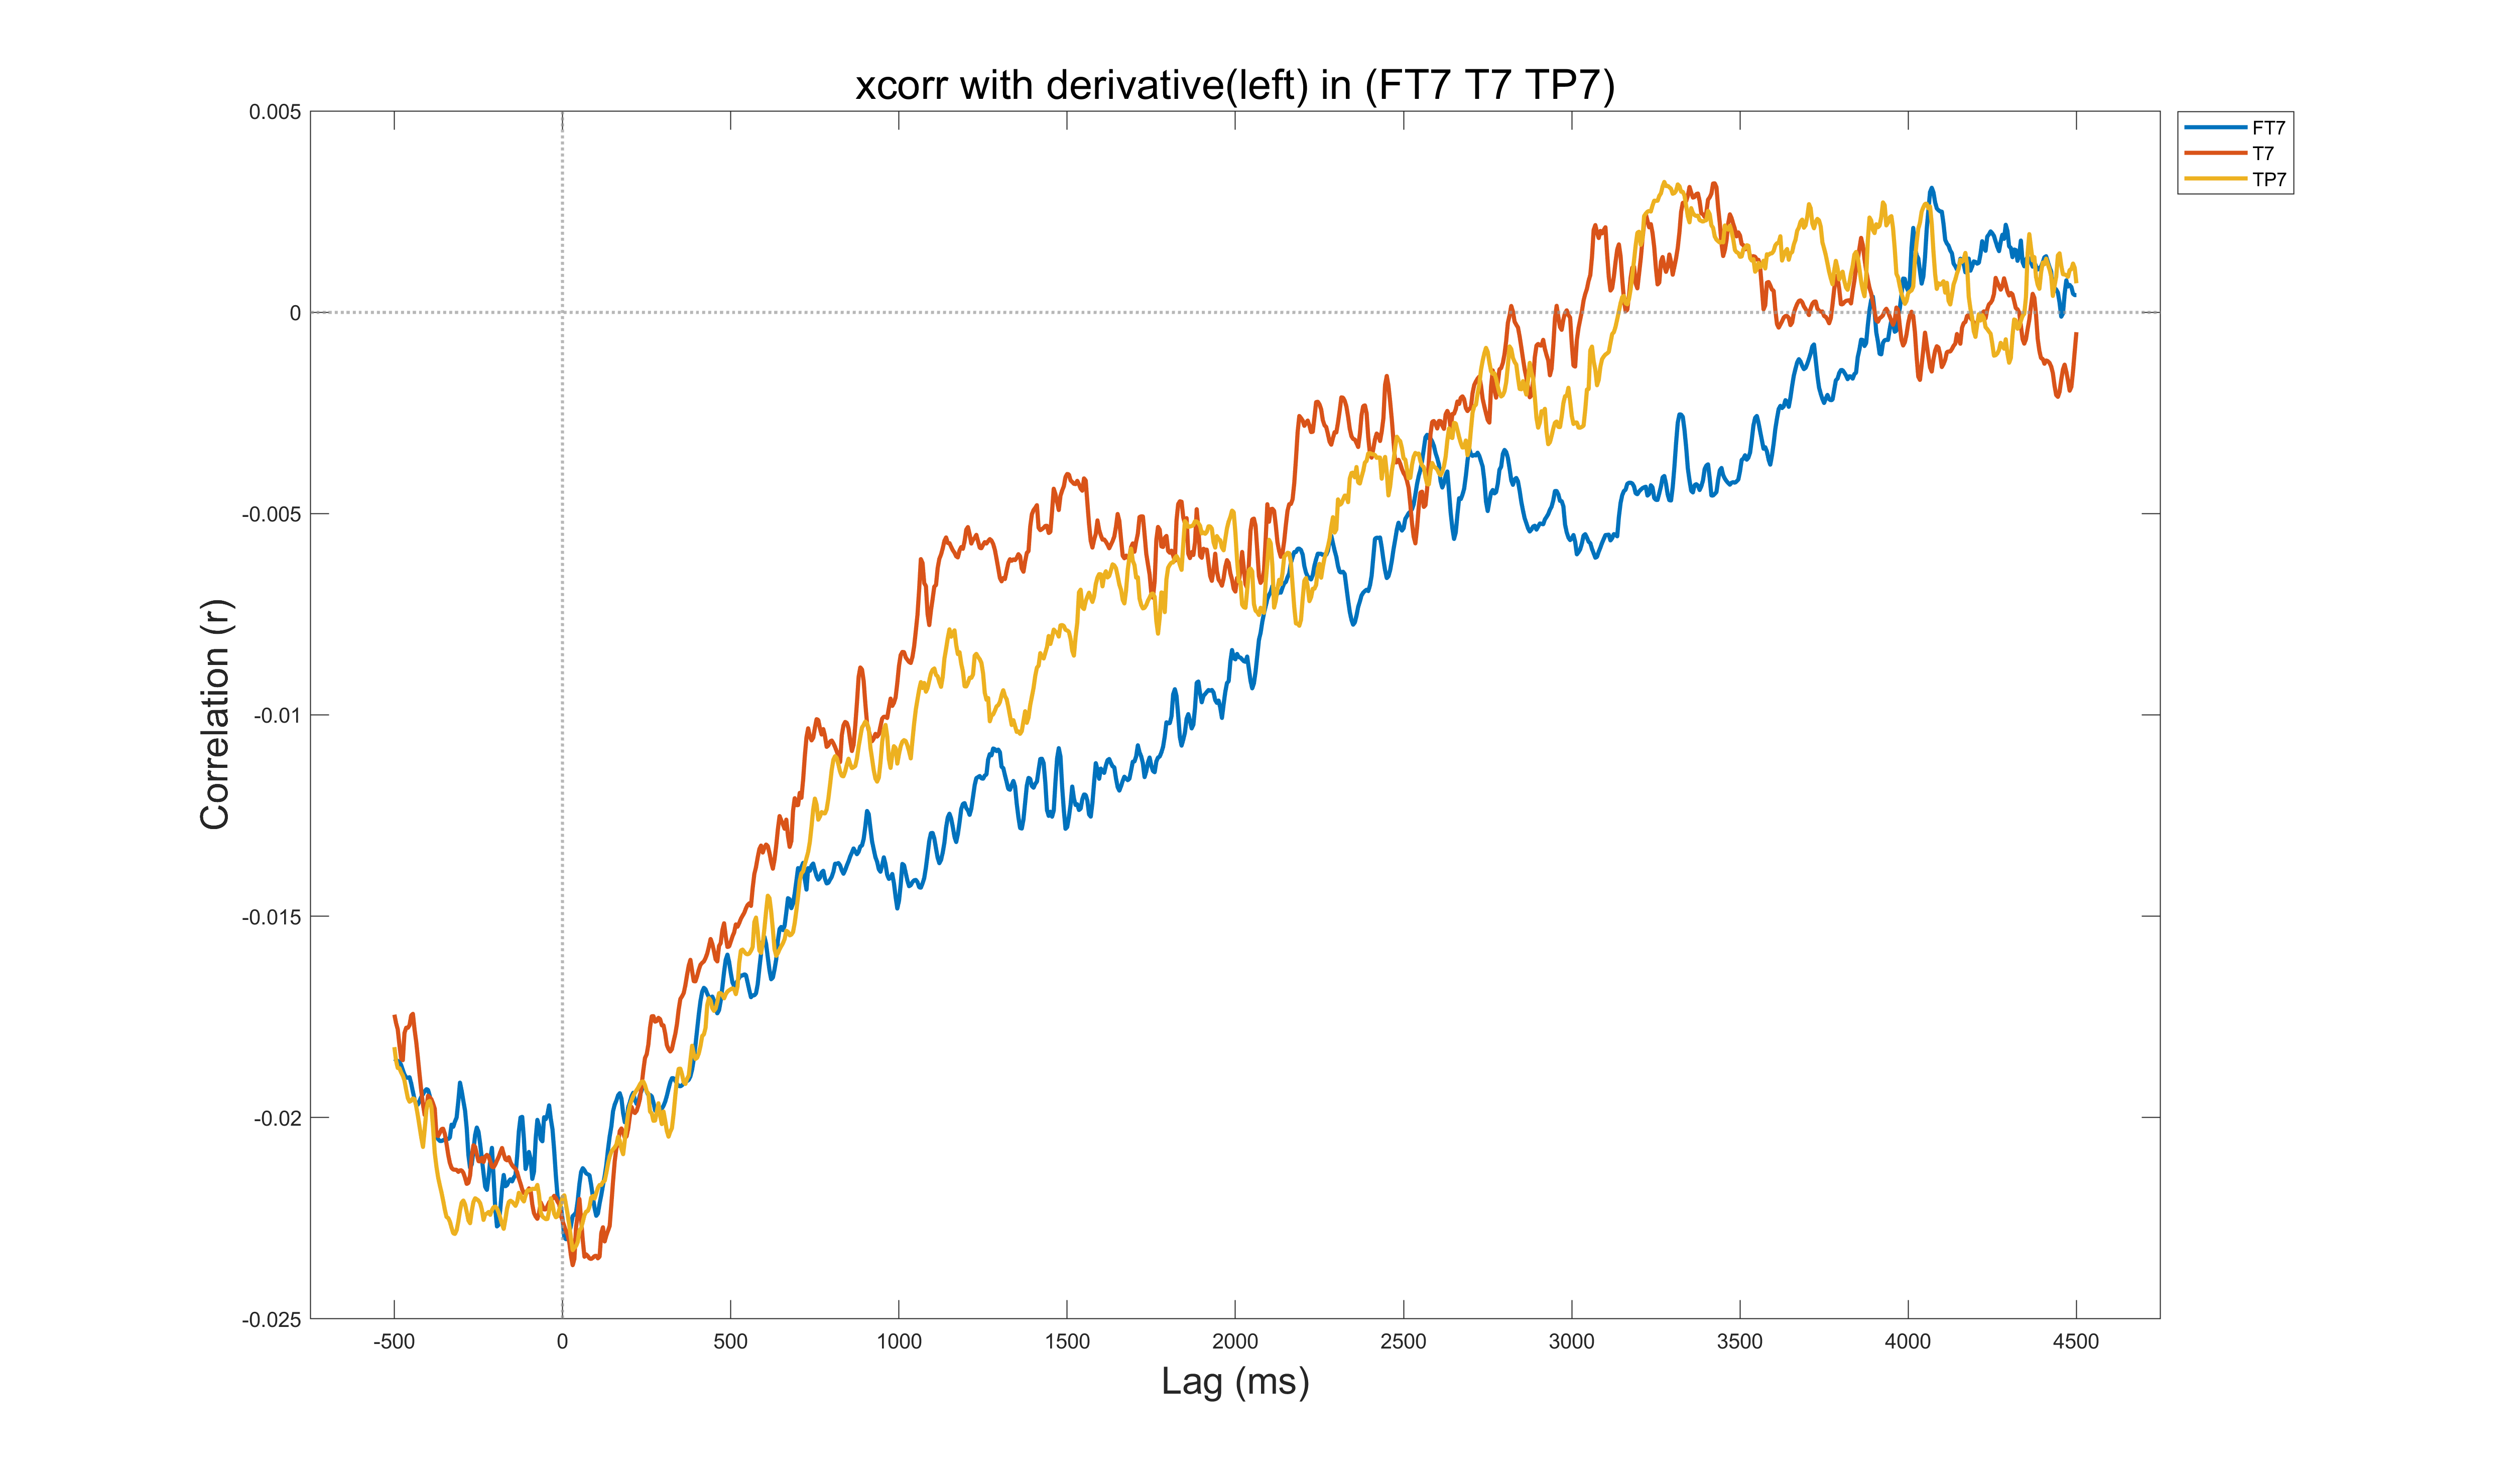 xcorr with derivative(left) in (FT7 T7 TP7)
FT7
T7
TP7
0.005
0
-0.005
-0.01
-0.015
-0.02
-0.025
Correlation (r)
-500 0 500 1000 1500 2000 2500 3000 3500 4000 4500
Lag (ms)